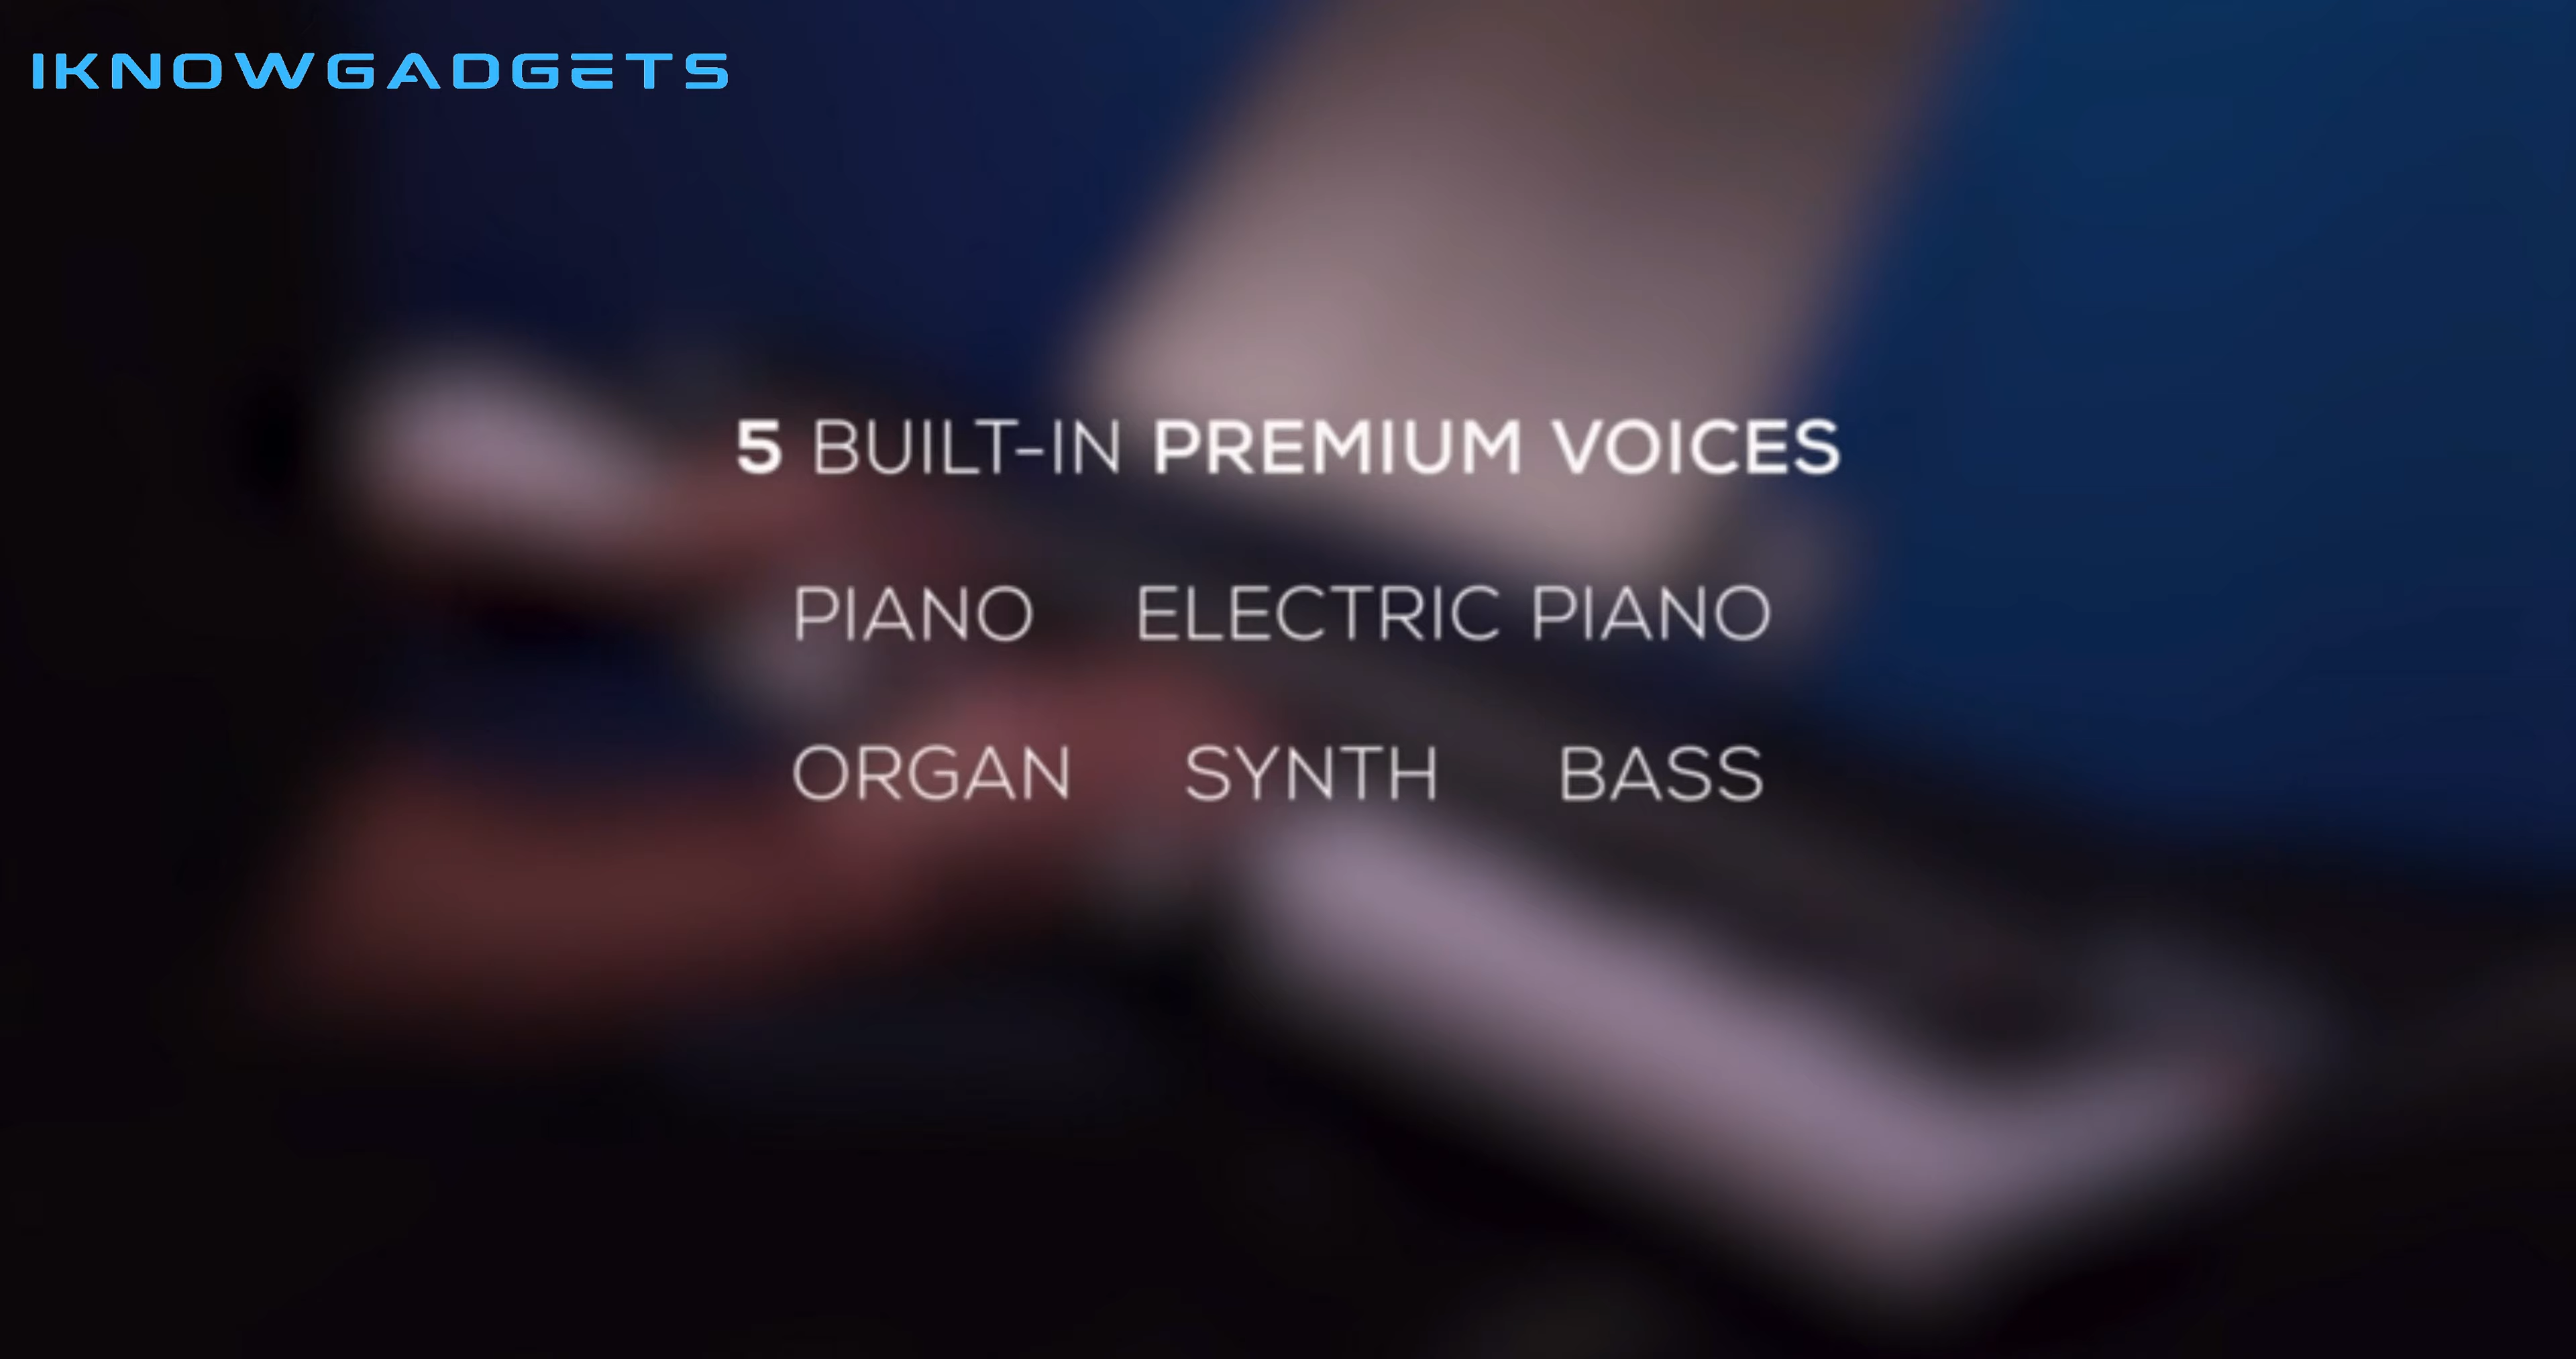 IKNOWGADGETS
5 BUILT-IN PREMIUM VOICES
PIANO ELECTRIC PIANO
ORGAN SYNTH BASS